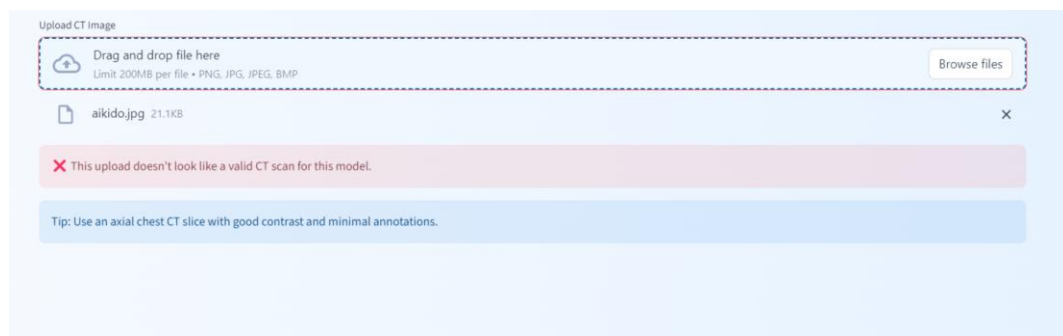 Upload CT Image
Drag and drop file here
Limit 200MB per file • PNG, JPG, JPEG, BMP
Browse files
aikido.jpg 21.1KB
This upload doesn't look like a valid CT scan for this model.
Tip: Use an axial chest CT slice with good contrast and minimal annotations.